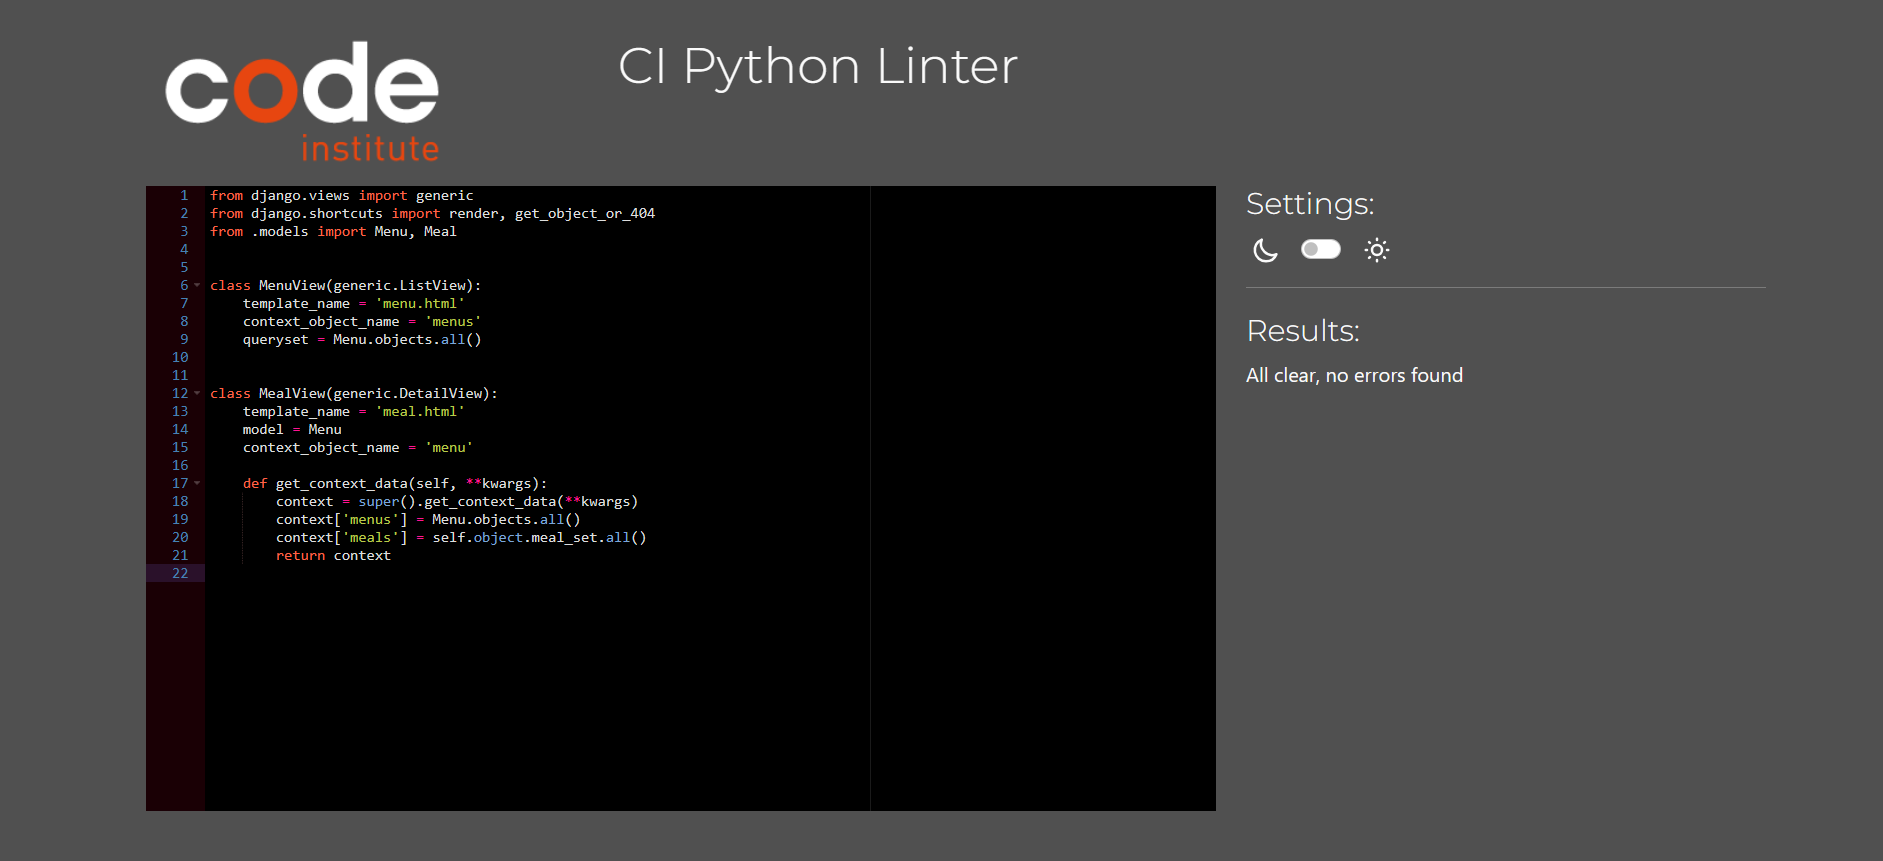 code
institute
CI Python Linter
1 from django.views import generic
2 from django.shortcuts import render, get_object_or_404
3 from .models import Menu, Meal
4
5
6 class MenuView(generic.ListView):
7     template_name = 'menu.html'
8     context_object_name = 'menus'
9     queryset = Menu.objects.all()
10
11
12 class MealView(generic.DetailView):
13     template_name = 'meal.html'
14     model = Menu
15     context_object_name = 'menu'
16
17     def get_context_data(self, **kwargs):
18         context = super().get_context_data(**kwargs)
19         context['menus'] = Menu.objects.all()
20         context['meals'] = self.object.meal_set.all()
21         return context
22
Settings:
Results:
All clear, no errors found